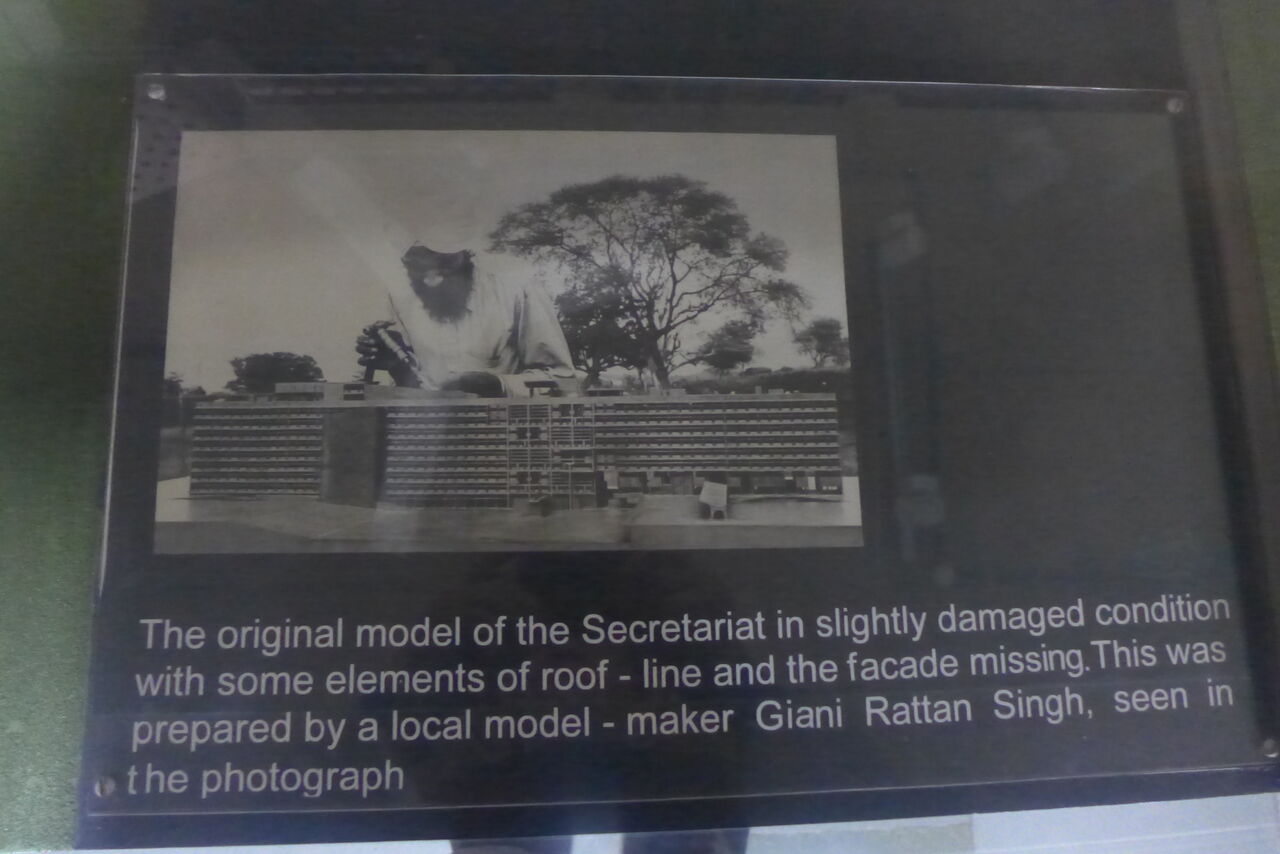 The original model of the Secretariat in slightly damaged condition
with some elements of roof - line and the facade missing.This was
prepared by a local model - maker Giani Rattan Singh, seen in
the photograph